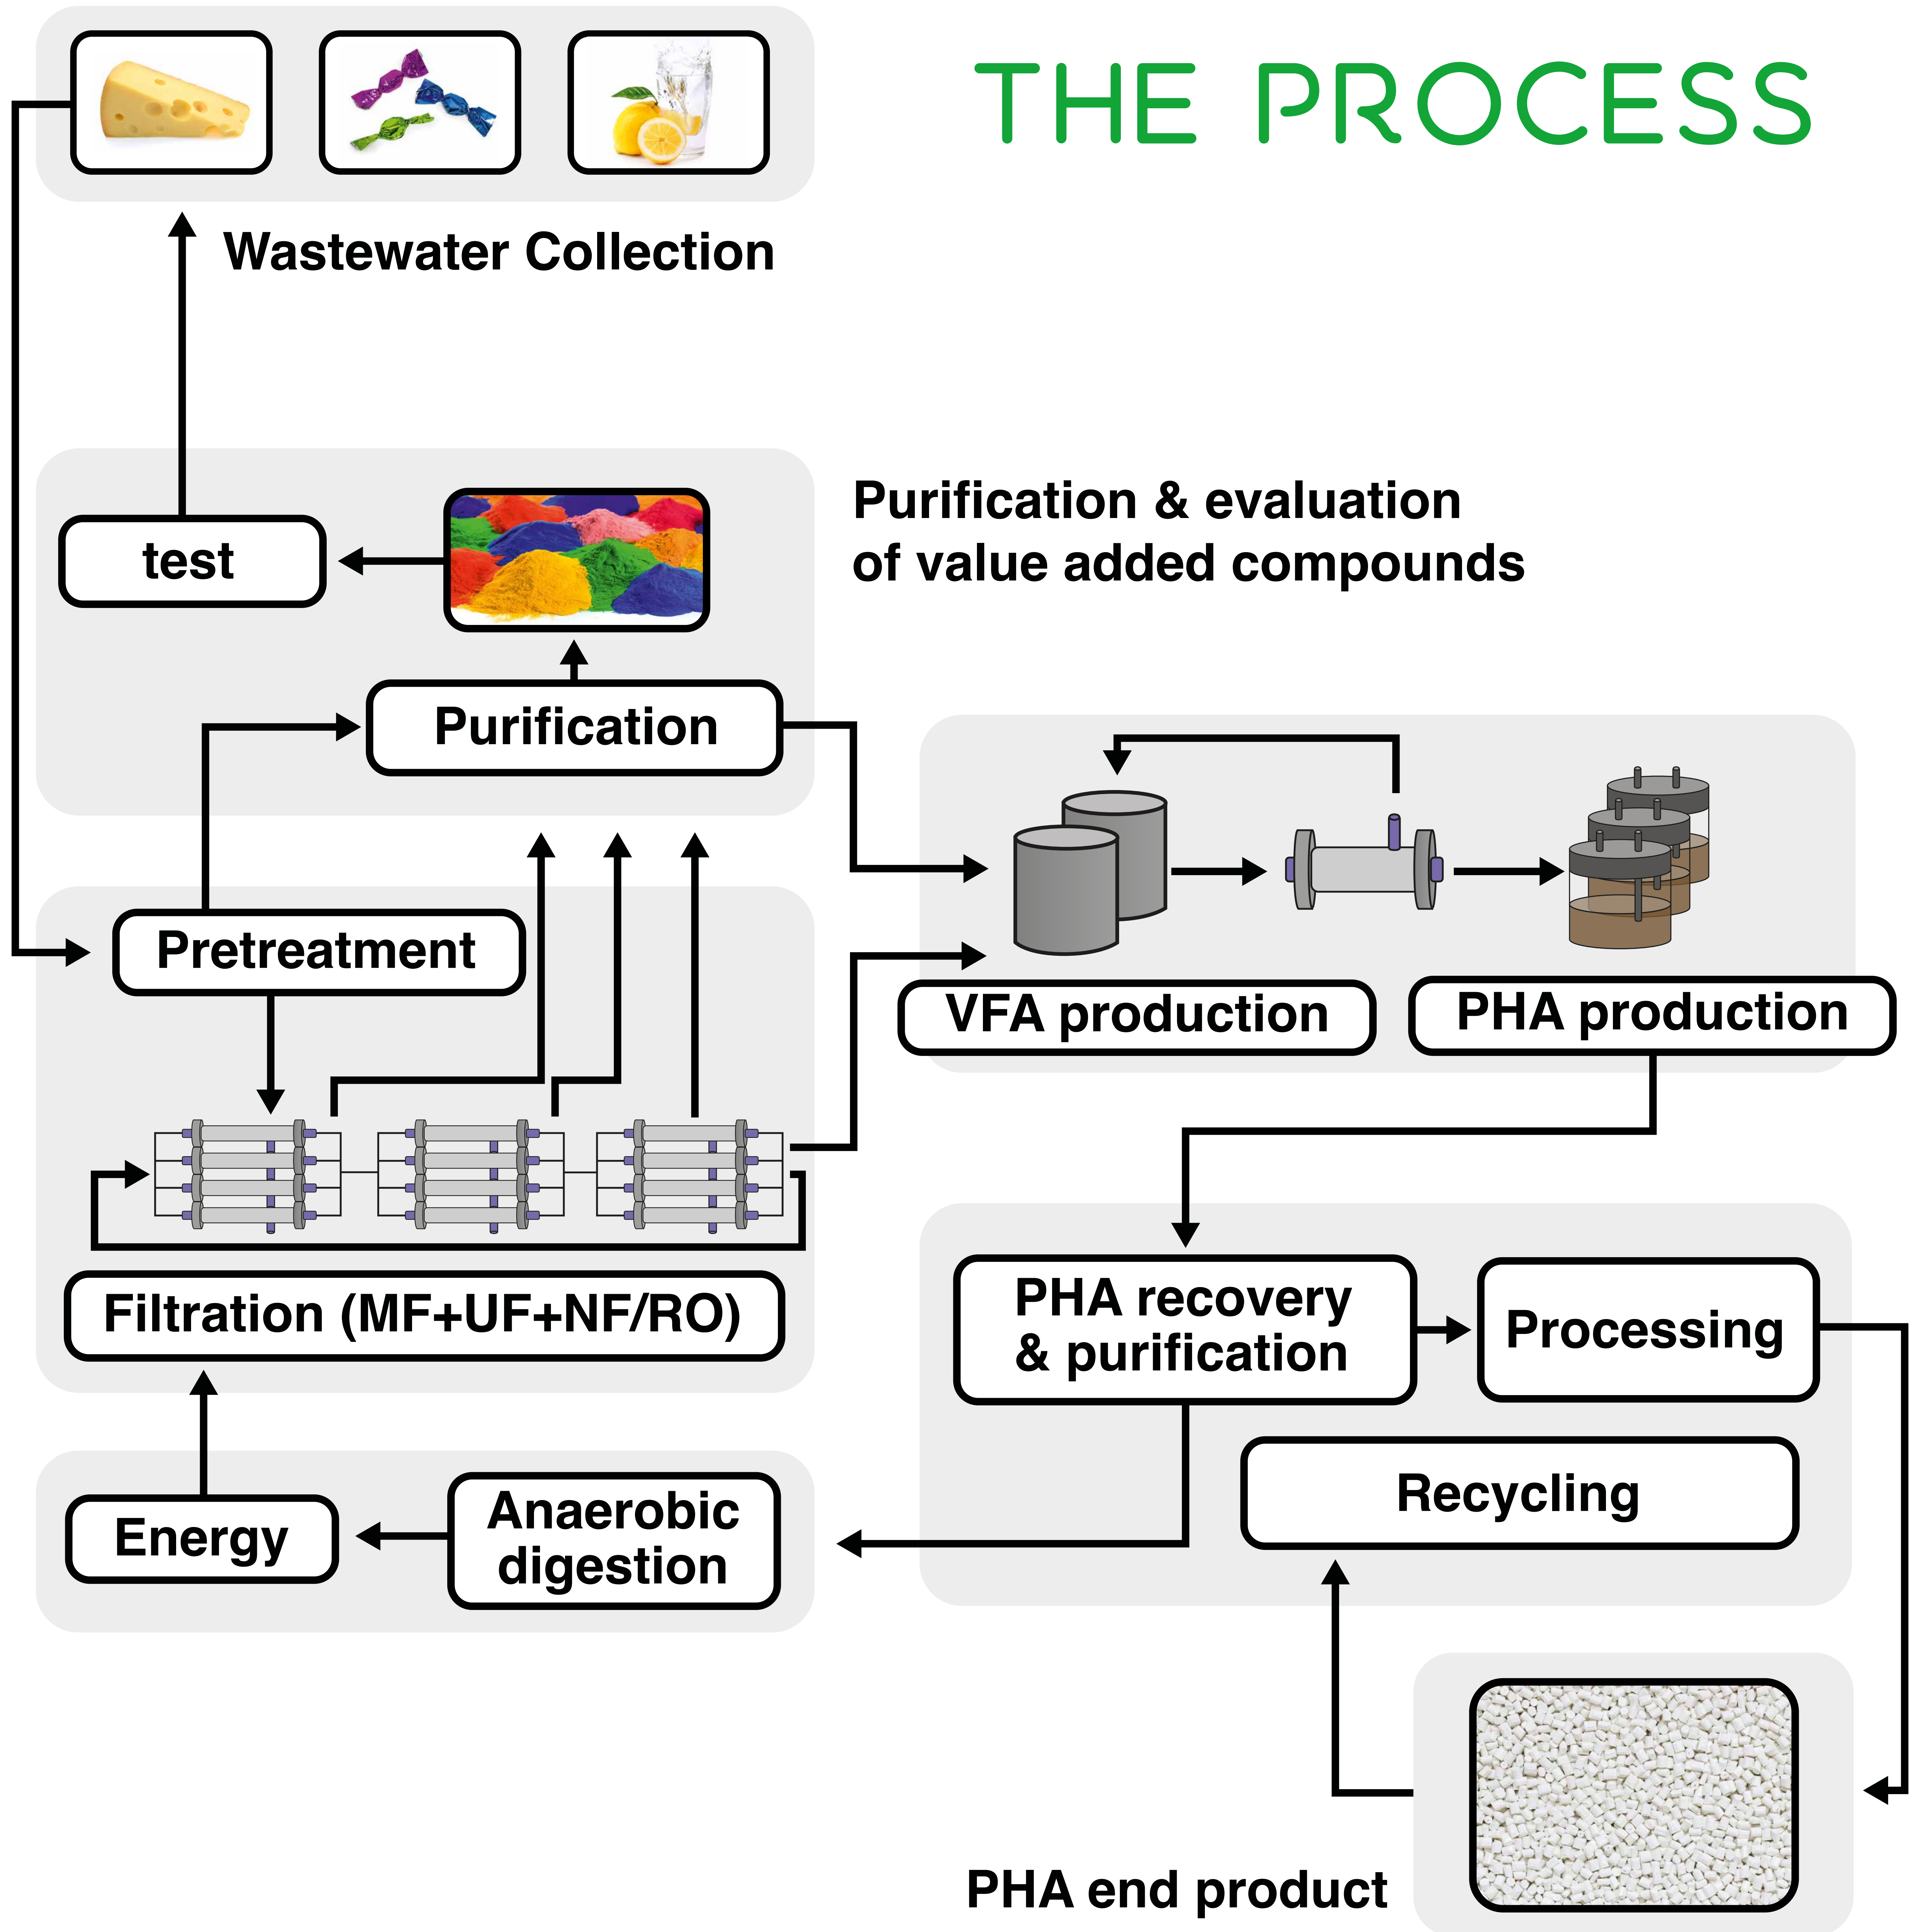 THE PROCESS
Wastewater Collection
Purification & evaluation
of value added compounds
test
Purification
Pretreatment
VFA production
PHA production
Filtration (MF+UF+NF/RO)
PHA recovery
& purification
Processing
Recycling
Energy
Anaerobic
digestion
PHA end product